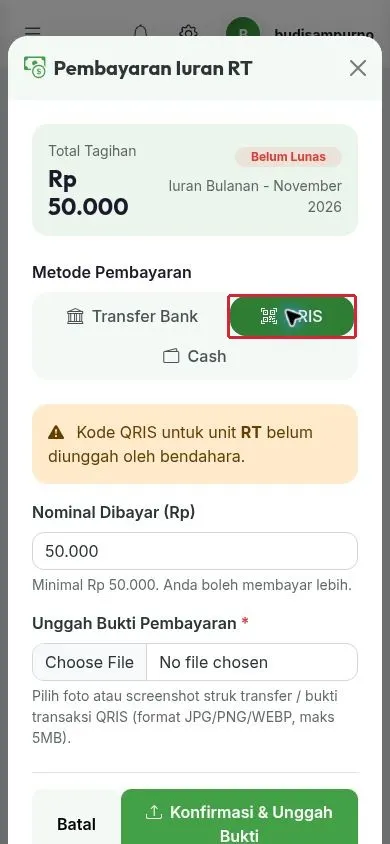 budisampurno
Pembayaran Iuran RT
Total Tagihan
Belum Lunas
Rp
50.000
Iuran Bulanan - November
2026
Metode Pembayaran
Transfer Bank
QRIS
Cash
Kode QRIS untuk unit RT belum
diunggah oleh bendahara.
Nominal Dibayar (Rp)
50.000
Minimal Rp 50.000. Anda boleh membayar lebih.
Unggah Bukti Pembayaran *
Choose File
No file chosen
Pilih foto atau screenshot struk transfer / bukti
transaksi QRIS (format JPG/PNG/WEBP, maks
5MB).
Batal
Konfirmasi & Unggah
Bukti